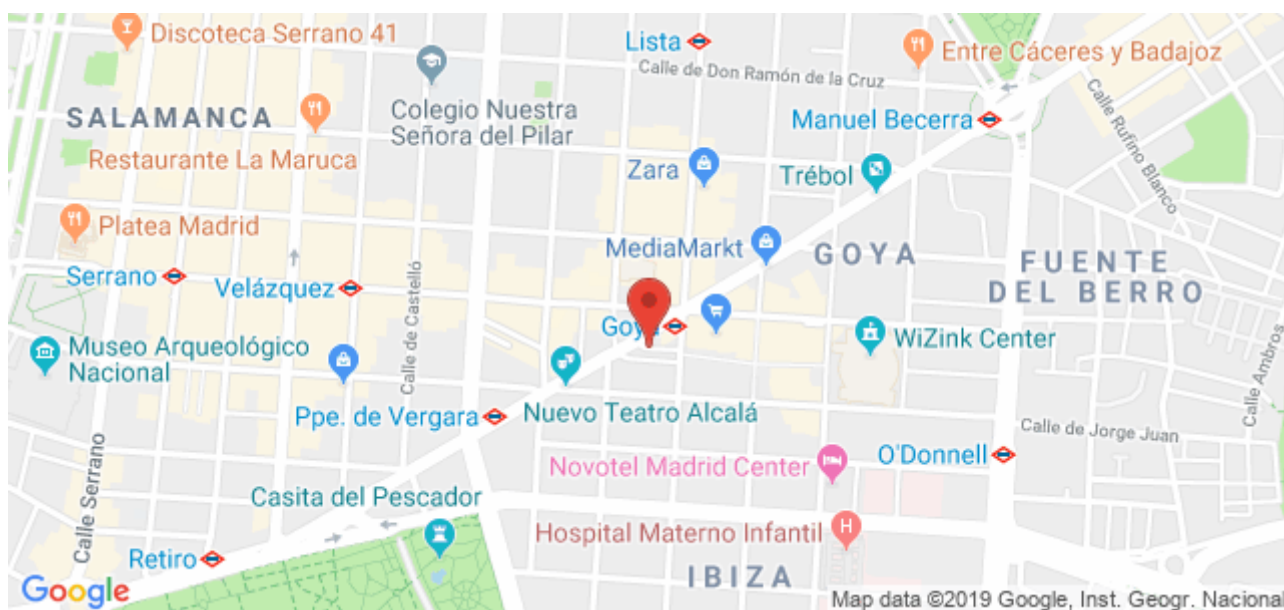 Discoteca Serrano 41
Lista
Entre Cáceres y Badajoz
Calle de Don Ramón de la Cruz
SALAMANCA
Colegio Nuestra
Señora del Pilar
Manuel Becerra
Calle Rufino Blanco
Restaurante La Maruca
Zara
Trébol
Platea Madrid
MediaMarkt
GOYA
FUENTE
DEL BERRO
Serrano
Velázquez
Calle de Castelló
Goya
WiZink Center
Museo Arqueológico
Nacional
Calle Ambros
Ppe. de Vergara
Nuevo Teatro Alcalá
Calle de Jorge Juan
Calle Serrano
Novotel Madrid Center
O'Donnell
Casita del Pescador
Hospital Materno Infantil
H
Retiro
IBIZA
Google
Map data ©2019 Google, Inst. Geogr. Naciona